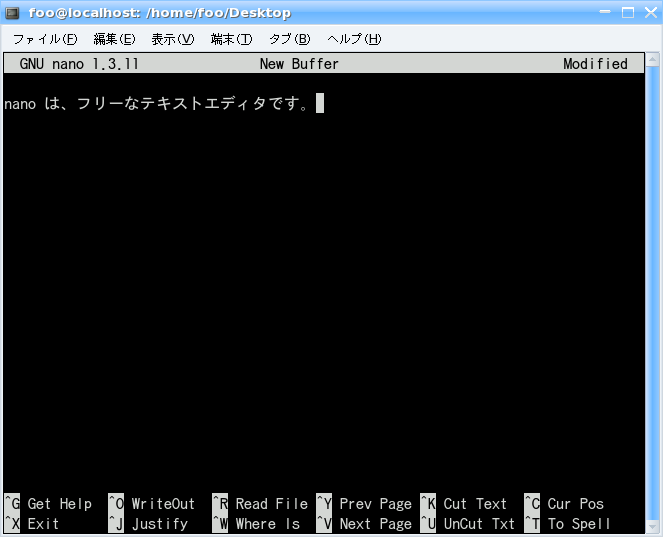 foo@localhost: /home/foo/Desktop
ファイル(F) 編集(E) 表示(V) 端末(T) タブ(B) ヘルプ(H)
GNU nano 1.3.11 New Buffer Modified
nano は、フリーなテキストエディタです。
^G Get Help ^O WriteOut ^R Read File ^Y Prev Page ^K Cut Text ^C Cur Pos
^X Exit ^J Justify ^W Where Is ^V Next Page ^U UnCut Txt ^T To Spell